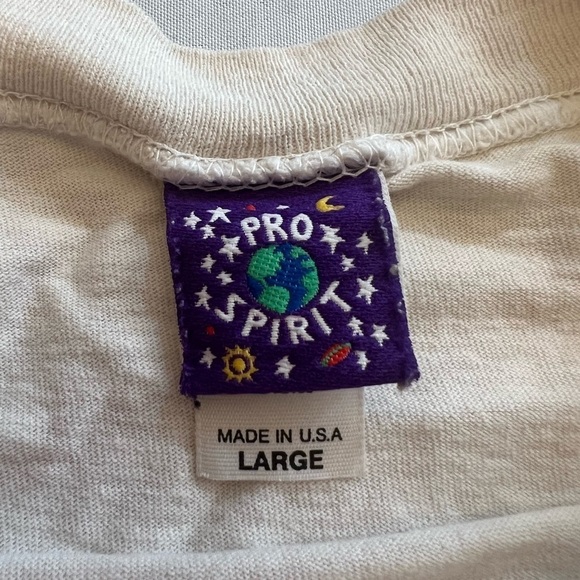 PRO
SPIRIT
MADE IN U.S.A
LARGE